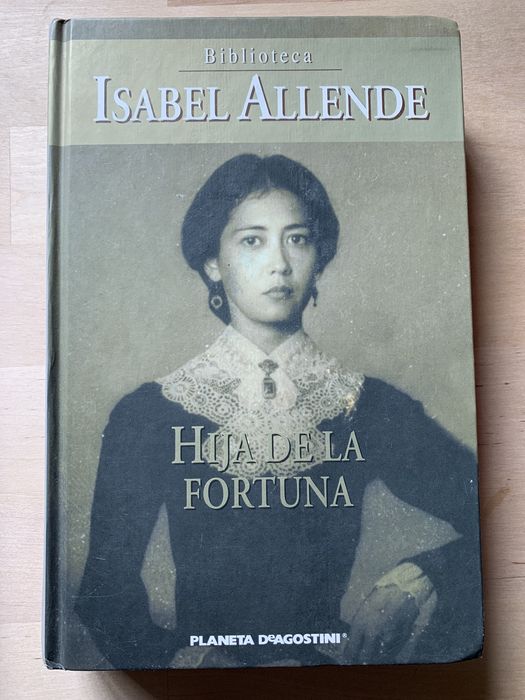 Biblioteca
ISABEL ALLENDE
HIJA DE LA
FORTUNA
PLANETA DeAGOSTINI®